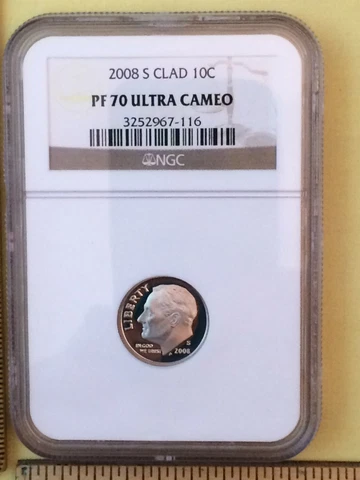 2008 S CLAD 10C
PF 70 ULTRA CAMEO
3252967-116
NGC
LIBERTY
IN GOD
WE TRUST
S
2008